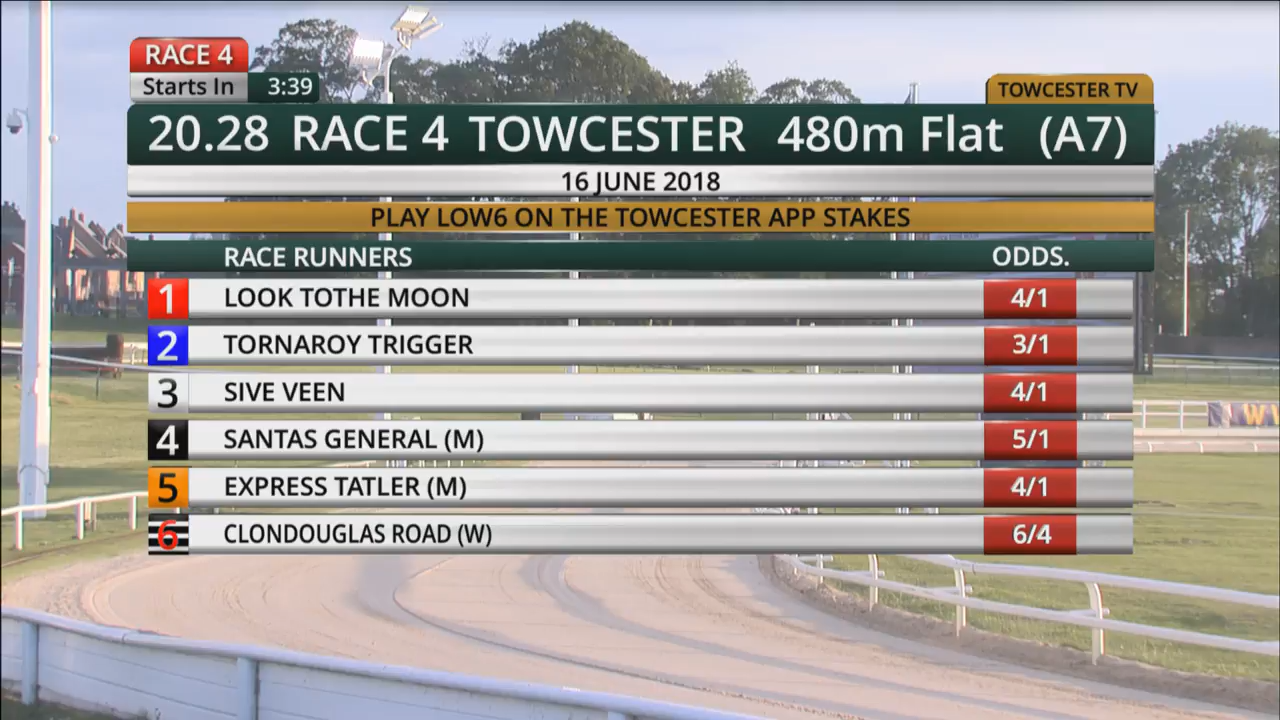 RACE 4
Starts In 3:39
TOWCESTER TV
20.28 RACE 4 TOWCESTER 480m Flat (A7)
16 JUNE 2018
PLAY LOW6 ON THE TOWCESTER APP STAKES
RACE RUNNERS ODDS.
1 LOOK TOTHE MOON 4/1
2 TORNAROY TRIGGER 3/1
3 SIVE VEEN 4/1
4 SANTAS GENERAL (M) 5/1
5 EXPRESS TATLER (M) 4/1
6 CLONDOUGLAS ROAD (W) 6/4